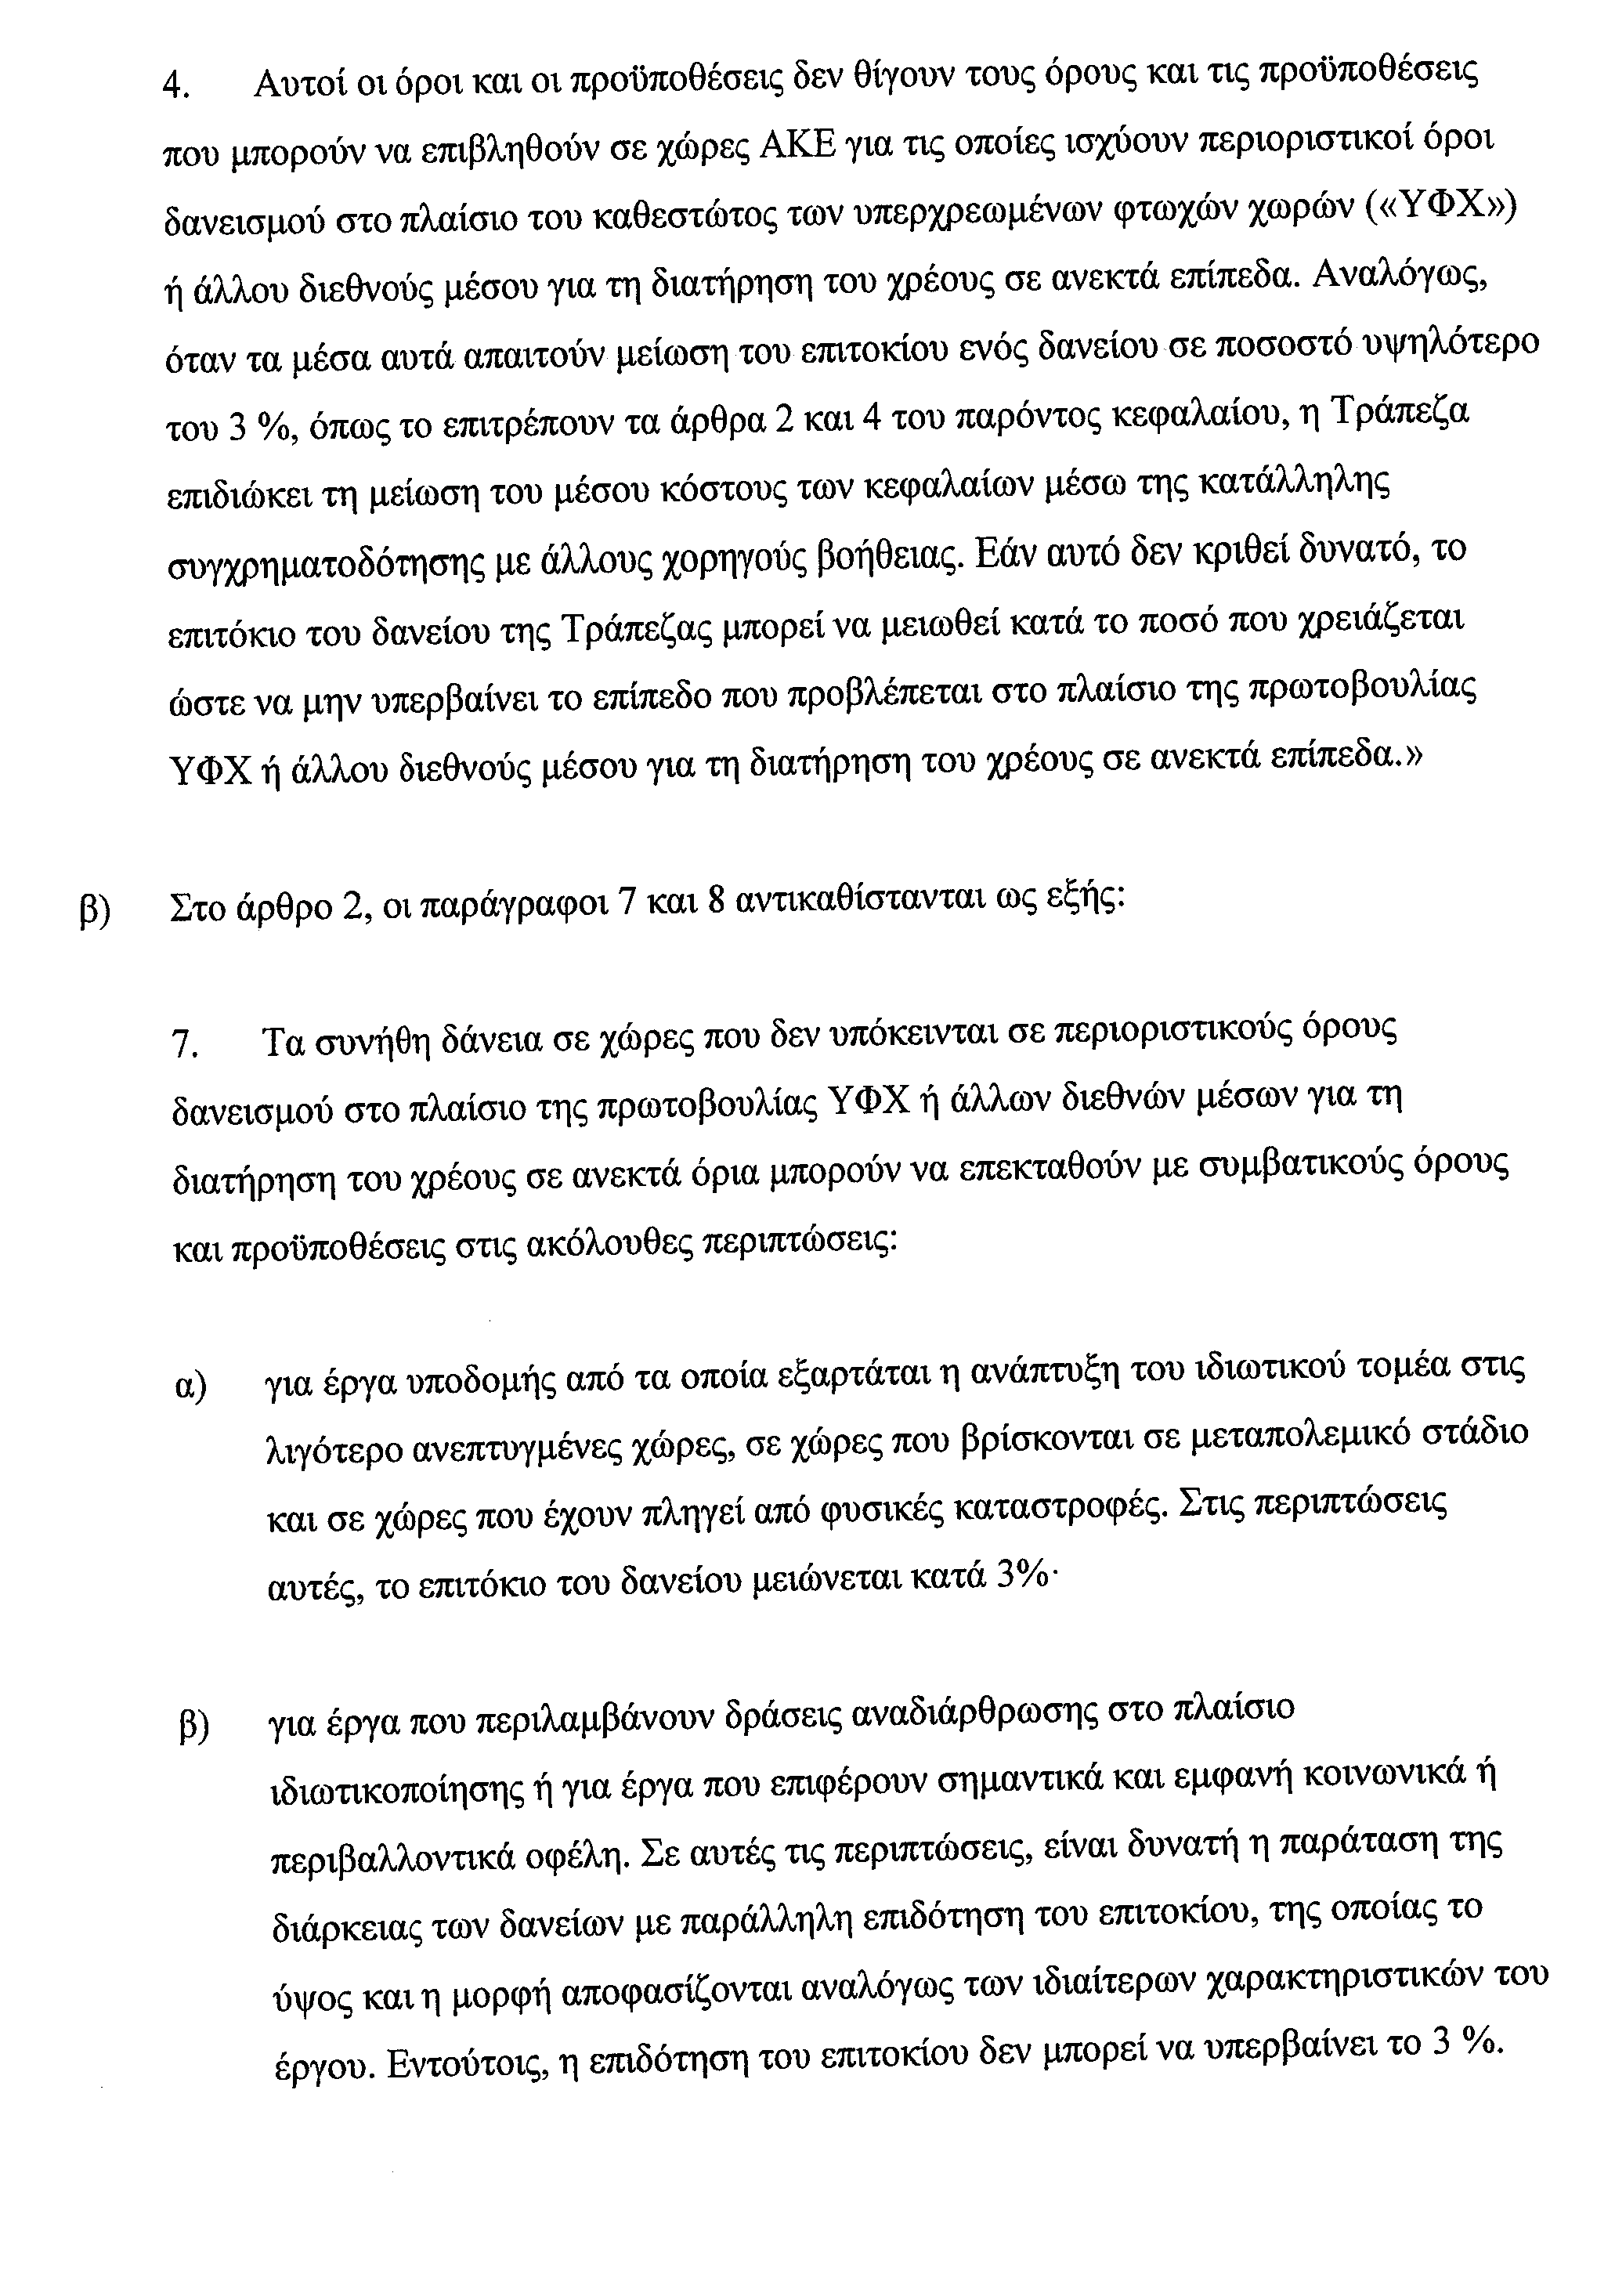 4. Αυτοί οι όροι και οι προϋποθέσεις δεν θίγουν τους όρους και τις προϋποθέσεις
που μπορούν να επιβληθούν σε χώρες ΑΚΕ για τις οποίες ισχύουν περιοριστικοί όροι
δανεισμού στο πλαίσιο του καθεστώτος των υπερχρεωμένων φτωχών χωρών («ΥΦΧ»)
ή άλλου διεθνούς μέσου για τη διατήρηση του χρέους σε ανεκτά επίπεδα. Αναλόγως,
όταν τα μέσα αυτά απαιτούν μείωση του επιτοκίου ενός δανείου σε ποσοστό υψηλότερο
του 3 %, όπως το επιτρέπουν τα άρθρα 2 και 4 του παρόντος κεφαλαίου, η Τράπεζα
επιδιώκει τη μείωση του μέσου κόστους των κεφαλαίων μέσω της κατάλληλης
συγχρηματοδότησης με άλλους χορηγούς βοήθειας. Εάν αυτό δεν κριθεί δυνατό, το
επιτόκιο του δανείου της Τράπεζας μπορεί να μειωθεί κατά το ποσό που χρειάζεται
ώστε να μην υπερβαίνει το επίπεδο που προβλέπεται στο πλαίσιο της πρωτοβουλίας
ΥΦΧ ή άλλου διεθνούς μέσου για τη διατήρηση του χρέους σε ανεκτά επίπεδα.»
β) Στο άρθρο 2, οι παράγραφοι 7 και 8 αντικαθίστανται ως εξής:
7. Τα συνήθη δάνεια σε χώρες που δεν υπόκεινται σε περιοριστικούς όρους
δανεισμού στο πλαίσιο της πρωτοβουλίας ΥΦΧ ή άλλων διεθνών μέσων για τη
διατήρηση του χρέους σε ανεκτά όρια μπορούν να επεκταθούν με συμβατικούς όρους
και προϋποθέσεις στις ακόλουθες περιπτώσεις:
α) για έργα υποδομής από τα οποία εξαρτάται η ανάπτυξη του ιδιωτικού τομέα στις
λιγότερο ανεπτυγμένες χώρες, σε χώρες που βρίσκονται σε μεταπολεμικό στάδιο
και σε χώρες που έχουν πληγεί από φυσικές καταστροφές. Στις περιπτώσεις
αυτές, το επιτόκιο του δανείου μειώνεται κατά 3%·
β) για έργα που περιλαμβάνουν δράσεις αναδιάρθρωσης στο πλαίσιο
ιδιωτικοποίησης ή για έργα που επιφέρουν σημαντικά και εμφανή κοινωνικά ή
περιβαλλοντικά οφέλη. Σε αυτές τις περιπτώσεις, είναι δυνατή η παράταση της
διάρκειας των δανείων με παράλληλη επιδότηση του επιτοκίου, της οποίας το
ύψος και η μορφή αποφασίζονται αναλόγως των ιδιαίτερων χαρακτηριστικών του
έργου. Εντούτοις, η επιδότηση του επιτοκίου δεν μπορεί να υπερβαίνει το 3 %.